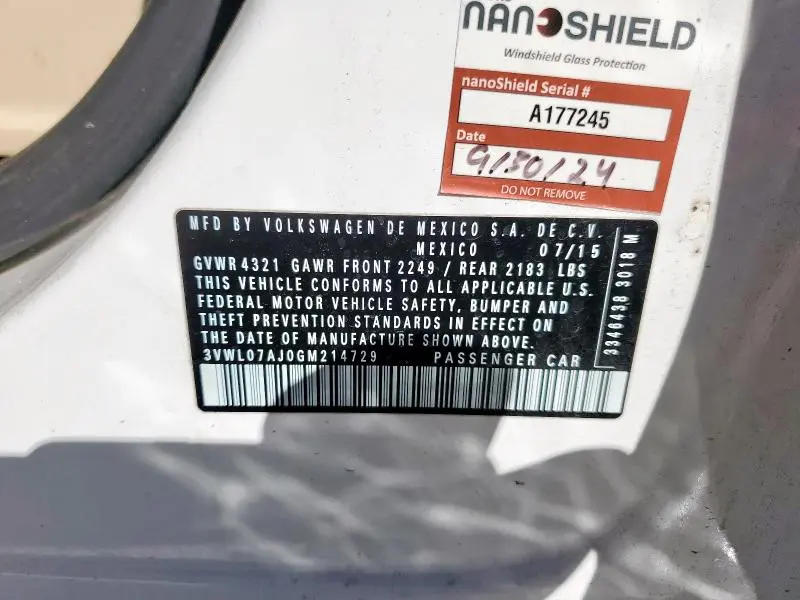 NANOSHIELD
Windshield Glass Protection
nanoShield Serial #
A177245
Date
9/30/24
DO NOT REMOVE
MFD BY VOLKSWAGEN DE MEXICO S.A. DE C.V.
MEXICO 07/15
GVWR 4321 GAWR FRONT 2249 / REAR 2183 LBS
THIS VEHICLE CONFORMS TO ALL APPLICABLE U.S.
FEDERAL MOTOR VEHICLE SAFETY, BUMPER AND
THEFT PREVENTION STANDARDS IN EFFECT ON
THE DATE OF MANUFACTURE SHOWN ABOVE.
3VWL07AJ0GM214729 PASSENGER CAR
3346438 3018 M